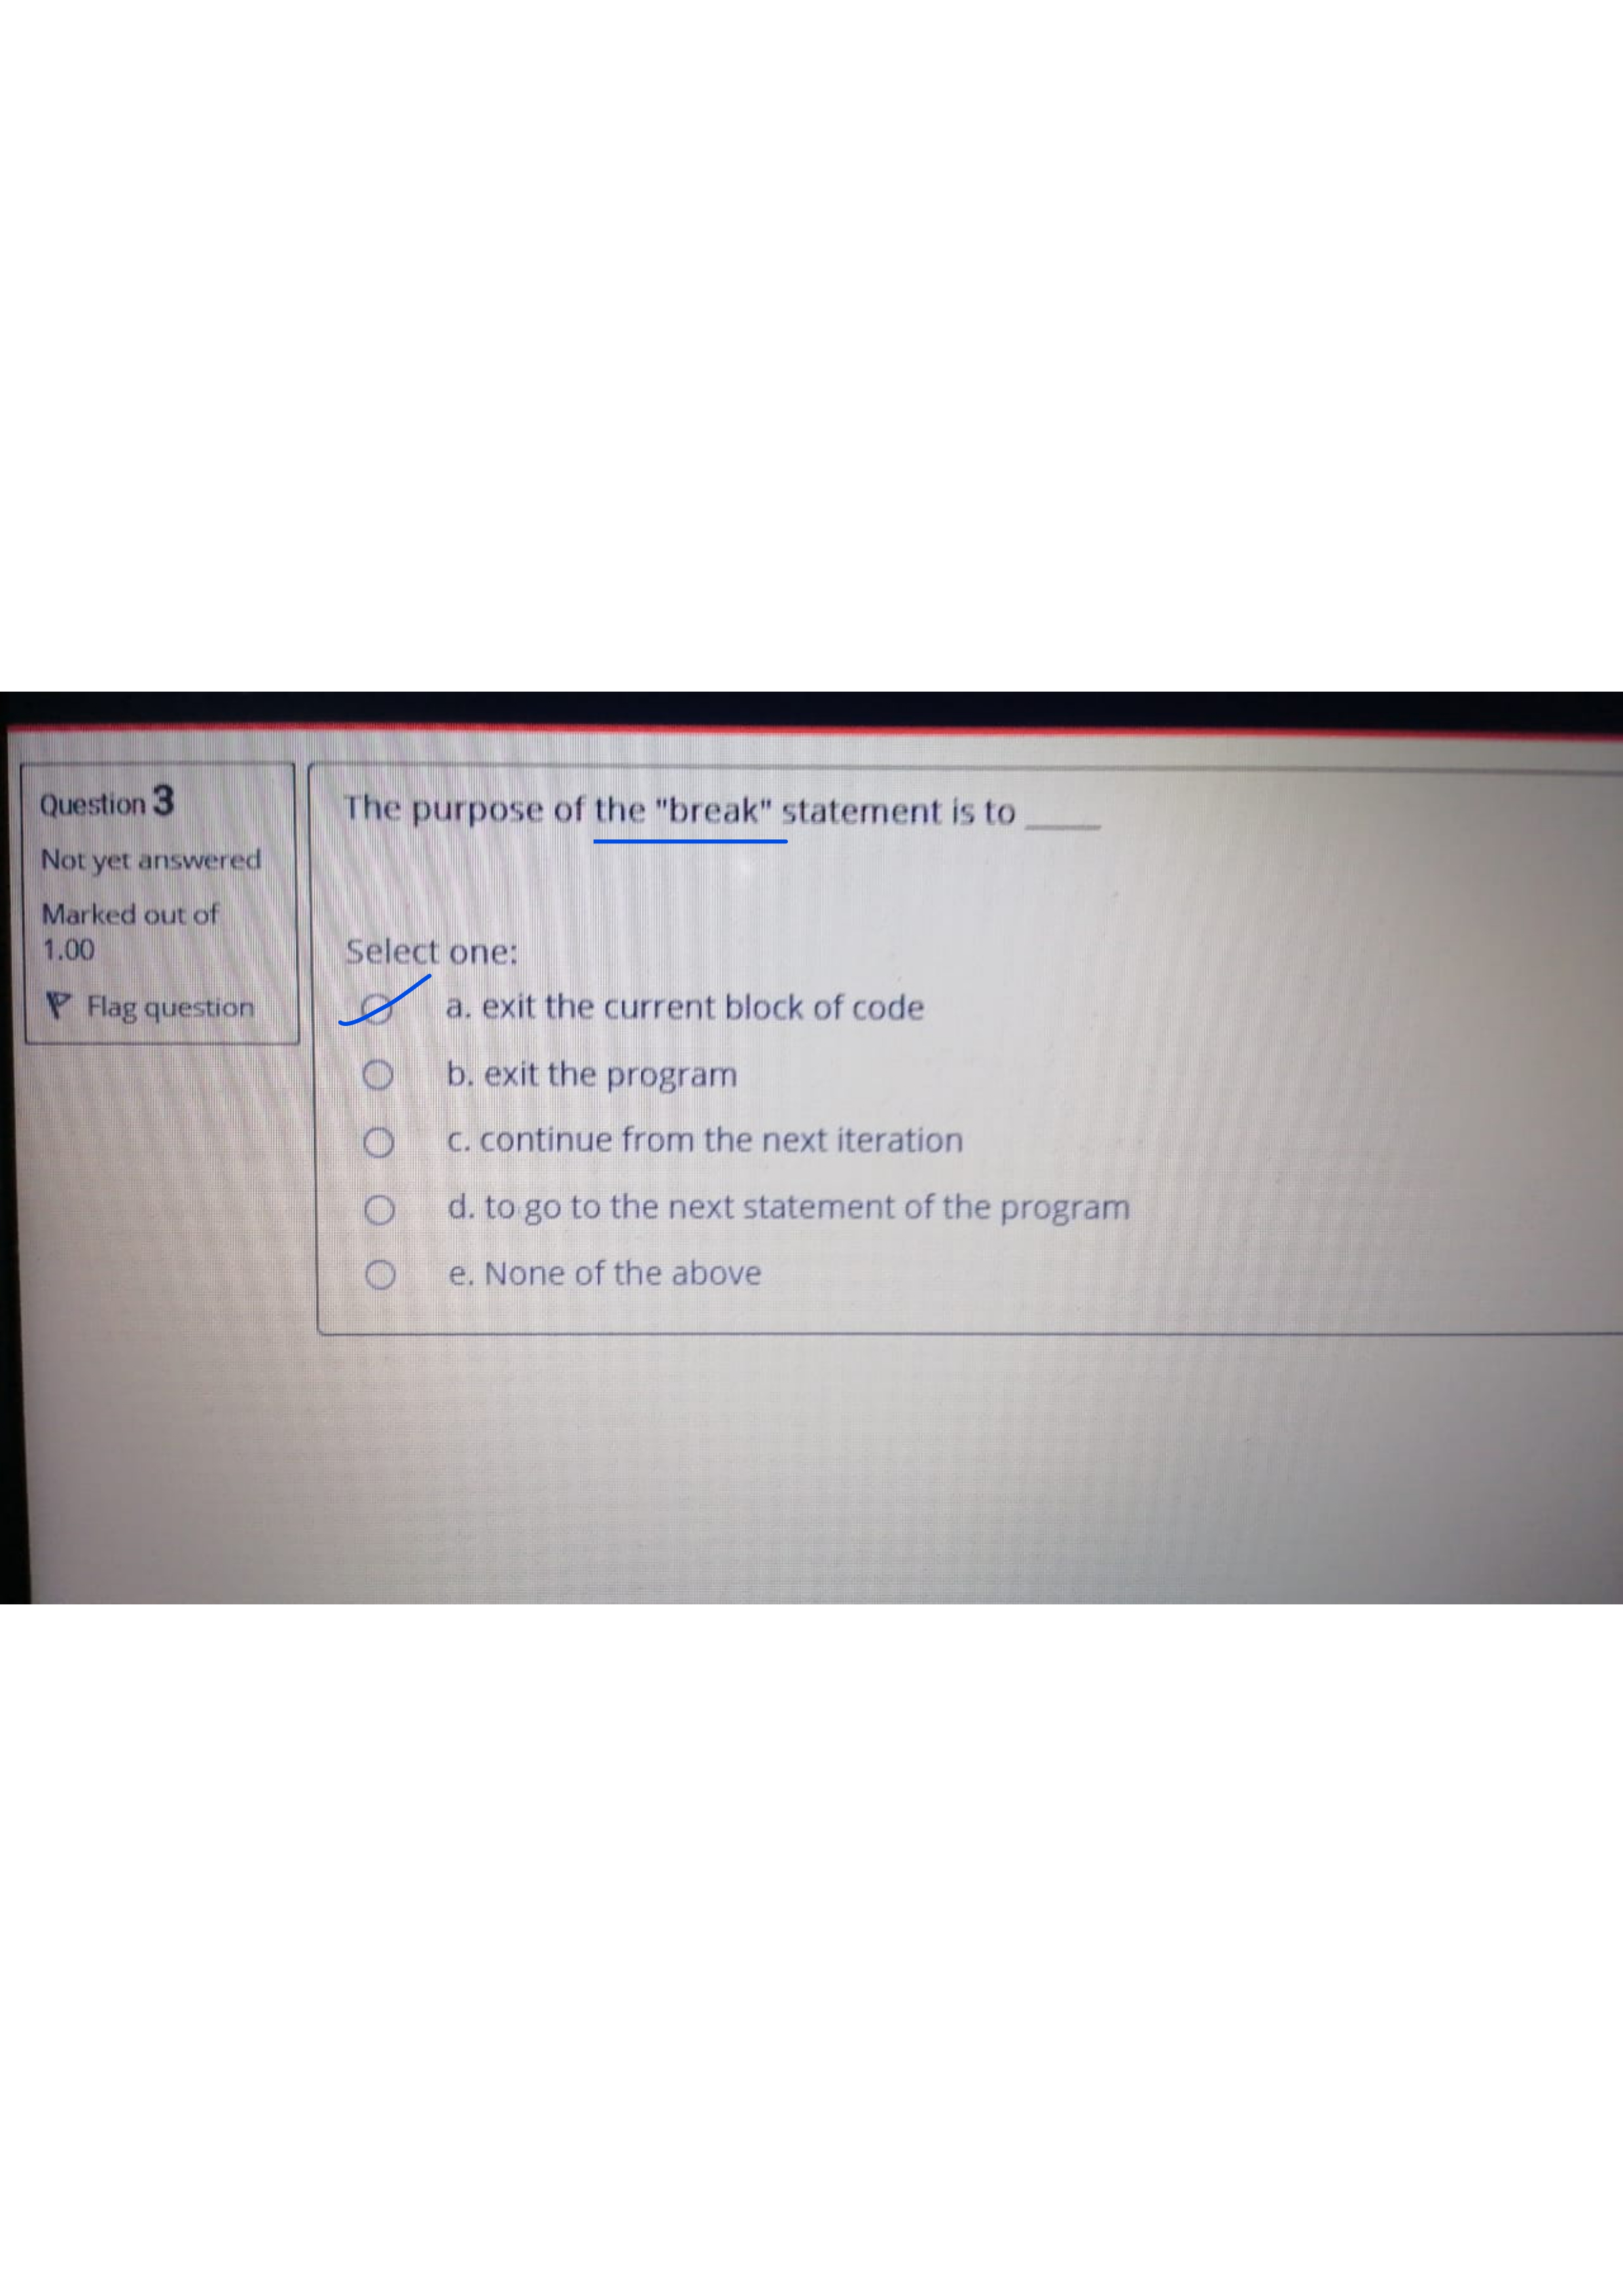 Question 3
Not yet answered
Marked out of
1.00
Flag question
The purpose of the "break" statement is to _____
Select one:
a. exit the current block of code
b. exit the program
c. continue from the next iteration
d. to go to the next statement of the program
e. None of the above